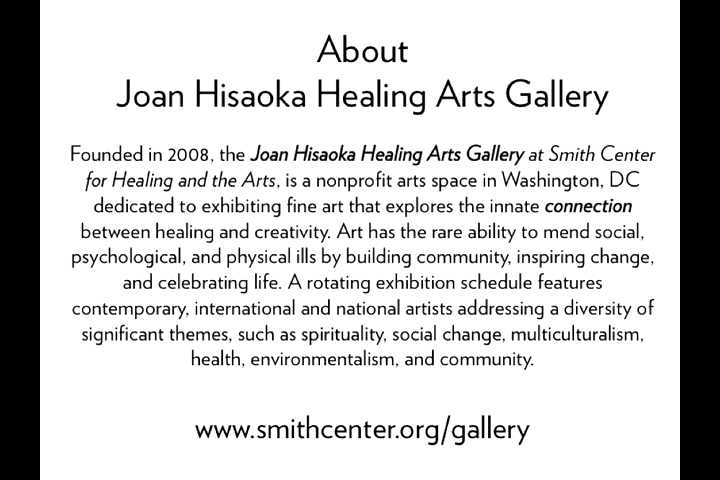 About
Joan Hisaoka Healing Arts Gallery
Founded in 2008, the Joan Hisaoka Healing Arts Gallery at Smith Center
for Healing and the Arts, is a nonprofit arts space in Washington, DC
dedicated to exhibiting fine art that explores the innate connection
between healing and creativity. Art has the rare ability to mend social,
psychological, and physical ills by building community, inspiring change,
and celebrating life. A rotating exhibition schedule features
contemporary, international and national artists addressing a diversity of
significant themes, such as spirituality, social change, multiculturalism,
health, environmentalism, and community.
www.smithcenter.org/gallery